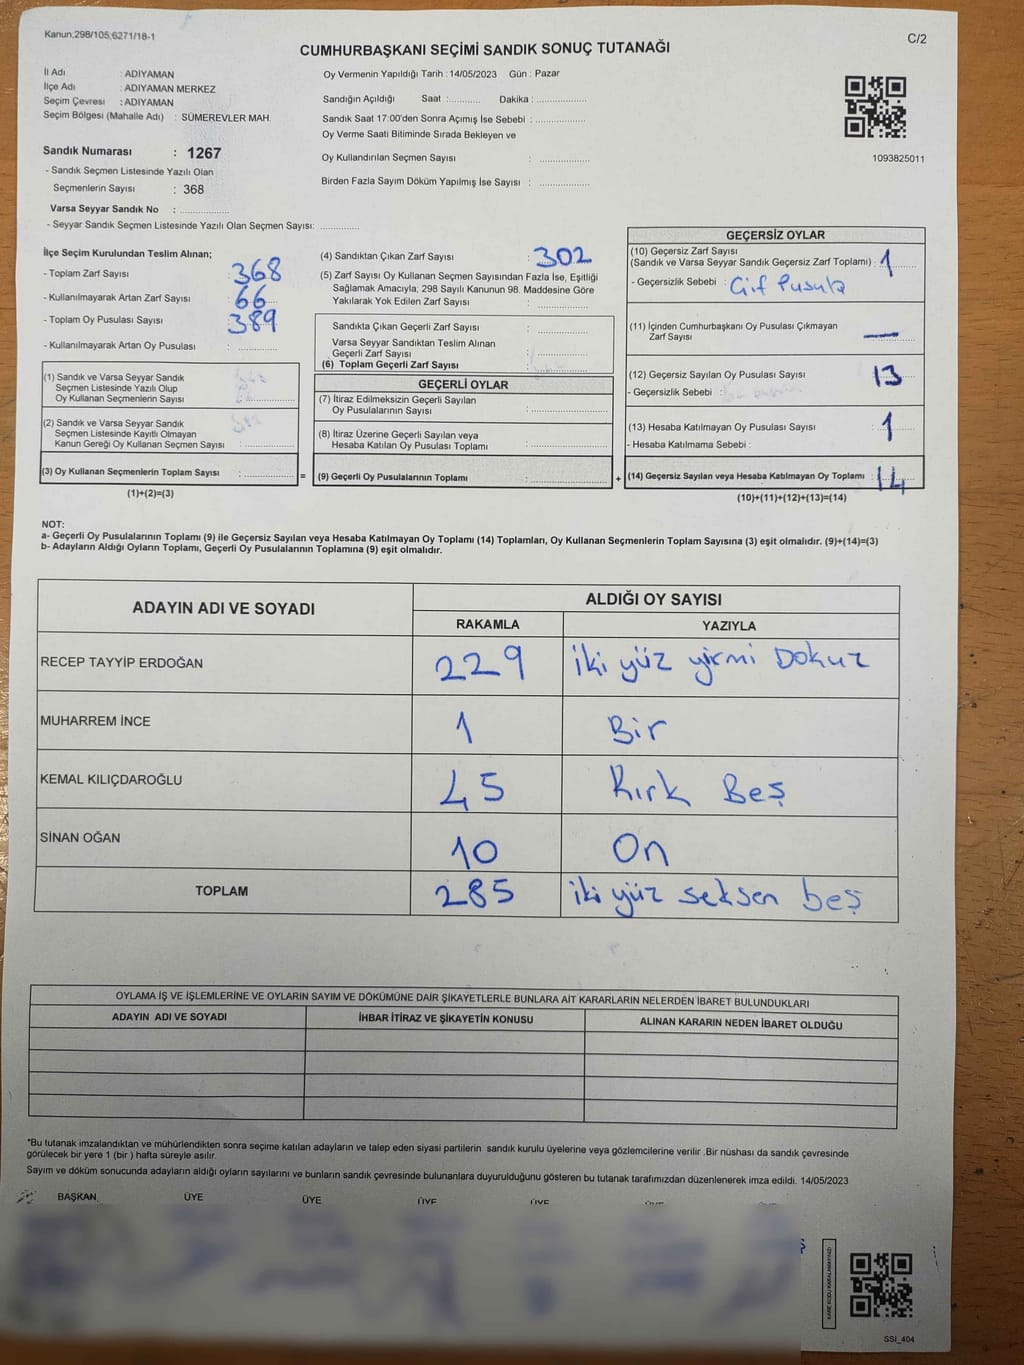 Kanun;298/105,6271/18-1
C/2
CUMHURBAŞKANI SEÇİMİ SANDIK SONUÇ TUTANAĞI
İl Adı : ADIYAMAN
İlçe Adı : ADIYAMAN MERKEZ
Seçim Çevresi : ADIYAMAN
Seçim Bölgesi (Mahalle Adı) : SÜMEREVLER MAH.
Sandık Numarası : 1267
- Sandık Seçmen Listesinde Yazılı Olan
Seçmenlerin Sayısı : 368
Varsa Seyyar Sandık No : ..............
- Seyyar Sandık Seçmen Listesinde Yazılı Olan Seçmen Sayısı: ............
Oy Vermenin Yapıldığı Tarih : 14/05/2023 Gün : Pazar
Sandığın Açıldığı Saat :.......... Dakika : ................
Sandık Saat 17:00'den Sonra Açımış İse Sebebi : ................
Oy Verme Saati Bitiminde Sırada Bekleyen ve
Oy Kullandırılan Seçmen Sayısı : ................
Birden Fazla Sayım Döküm Yapılmış İse Sayısı : ................
1093825011
İlçe Seçim Kurulundan Teslim Alınan;
- Toplam Zarf Sayısı : 368
- Kullanılmayarak Artan Zarf Sayısı : 66
- Toplam Oy Pusulası Sayısı : 389
- Kullanılmayarak Artan Oy Pusulası : ............
(1) Sandık ve Varsa Seyyar Sandık
Seçmen Listesinde Yazılı Olup
Oy Kullanan Seçmenlerin Sayısı
(2) Sandık ve Varsa Seyyar Sandık
Seçmen Listesinde Kayıtlı Olmayan
Kanun Gereği Oy Kullanan Seçmen Sayısı : ............
(3) Oy Kullanan Seçmenlerin Toplam Sayısı : ............ =
(1)+(2)=(3)
(4) Sandıktan Çıkan Zarf Sayısı : 302
(5) Zarf Sayısı Oy Kullanan Seçmen Sayısından Fazla İse, Eşitliği
Sağlamak Amacıyla; 298 Sayılı Kanunun 98. Maddesine Göre
Yakılarak Yok Edilen Zarf Sayısı : ................
Sandıkta Çıkan Geçerli Zarf Sayısı : ................
Varsa Seyyar Sandıktan Teslim Alınan
Geçerli Zarf Sayısı : ................
(6) Toplam Geçerli Zarf Sayısı
GEÇERLİ OYLAR
(7) İtiraz Edilmeksizin Geçerli Sayılan
Oy Pusulalarının Sayısı : ................
(8) İtiraz Üzerine Geçerli Sayılan veya
Hesaba Katılan Oy Pusulası Toplamı : ................
(9) Geçerli Oy Pusulalarının Toplamı : ................ +
GEÇERSİZ OYLAR
(10) Geçersiz Zarf Sayısı
(Sandık ve Varsa Seyyar Sandık Geçersiz Zarf Toplamı) : 1
- Geçersizlik Sebebi : Çif Pusula
(11) İçinden Cumhurbaşkanı Oy Pusulası Çıkmayan
Zarf Sayısı : —
(12) Geçersiz Sayılan Oy Pusulası Sayısı : 13
- Geçersizlik Sebebi :
(13) Hesaba Katılmayan Oy Pusulası Sayısı : 1
- Hesaba Katılmama Sebebi :
(14) Geçersiz Sayılan veya Hesaba Katılmayan Oy Toplamı : 14
(10)+(11)+(12)+(13)=(14)
NOT:
a- Geçerli Oy Pusulalarının Toplamı (9) ile Geçersiz Sayılan veya Hesaba Katılmayan Oy Toplamı (14) Toplamları, Oy Kullanan Seçmenlerin Toplam Sayısına (3) eşit olmalıdır. (9)+(14)=(3)
b- Adayların Aldığı Oyların Toplamı, Geçerli Oy Pusulalarının Toplamına (9) eşit olmalıdır.
ADAYIN ADI VE SOYADI ALDIĞI OY SAYISI
RAKAMLA YAZIYLA
RECEP TAYYİP ERDOĞAN 229 iki yüz yirmi Dokuz
MUHARREM İNCE 1 Bir
KEMAL KILIÇDAROĞLU 45 Kırk Beş
SİNAN OĞAN 10 On
TOPLAM 285 iki yüz seksen beş
OYLAMA İŞ VE İŞLEMLERİNE VE OYLARIN SAYIM VE DÖKÜMÜNE DAİR ŞİKAYETLERLE BUNLARA AİT KARARLARIN NELERDEN İBARET BULUNDUKLARI
ADAYIN ADI VE SOYADI İHBAR İTİRAZ VE ŞİKAYETİN KONUSU ALINAN KARARIN NEDEN İBARET OLDUĞU
*Bu tutanak imzalandıktan ve mühürlendikten sonra seçime katılan adayların ve talep eden siyasi partilerin sandık kurulu üyelerine veya gözlemcilerine verilir .Bir nüshası da sandık çevresinde
görülecek bir yere 1 (bir ) hafta süreyle asılır.
Sayım ve döküm sonucunda adayların aldığı oyların sayılarını ve bunların sandık çevresinde bulunanlara duyurulduğunu gösteren bu tutanak tarafımızdan düzenlenerek imza edildi. 14/05/2023
BAŞKAN ÜYE ÜYE ÜYE ÜYE
SSI_404